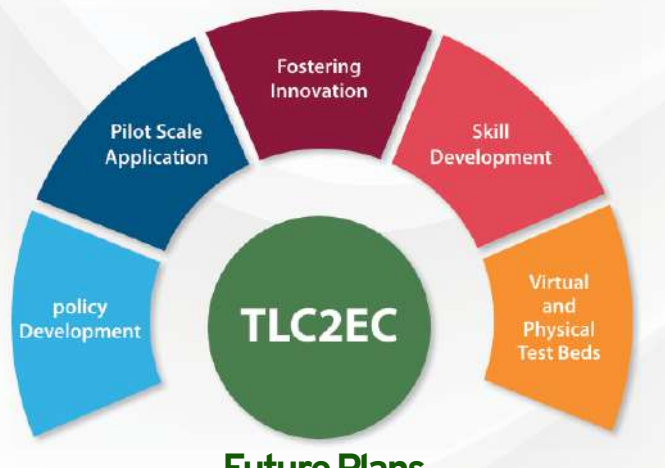 Fostering
Innovation
Pilot Scale
Application
Skill
Development
policy
Development
TLC2EC
Virtual
and
Physical
Test Beds
Future Plans